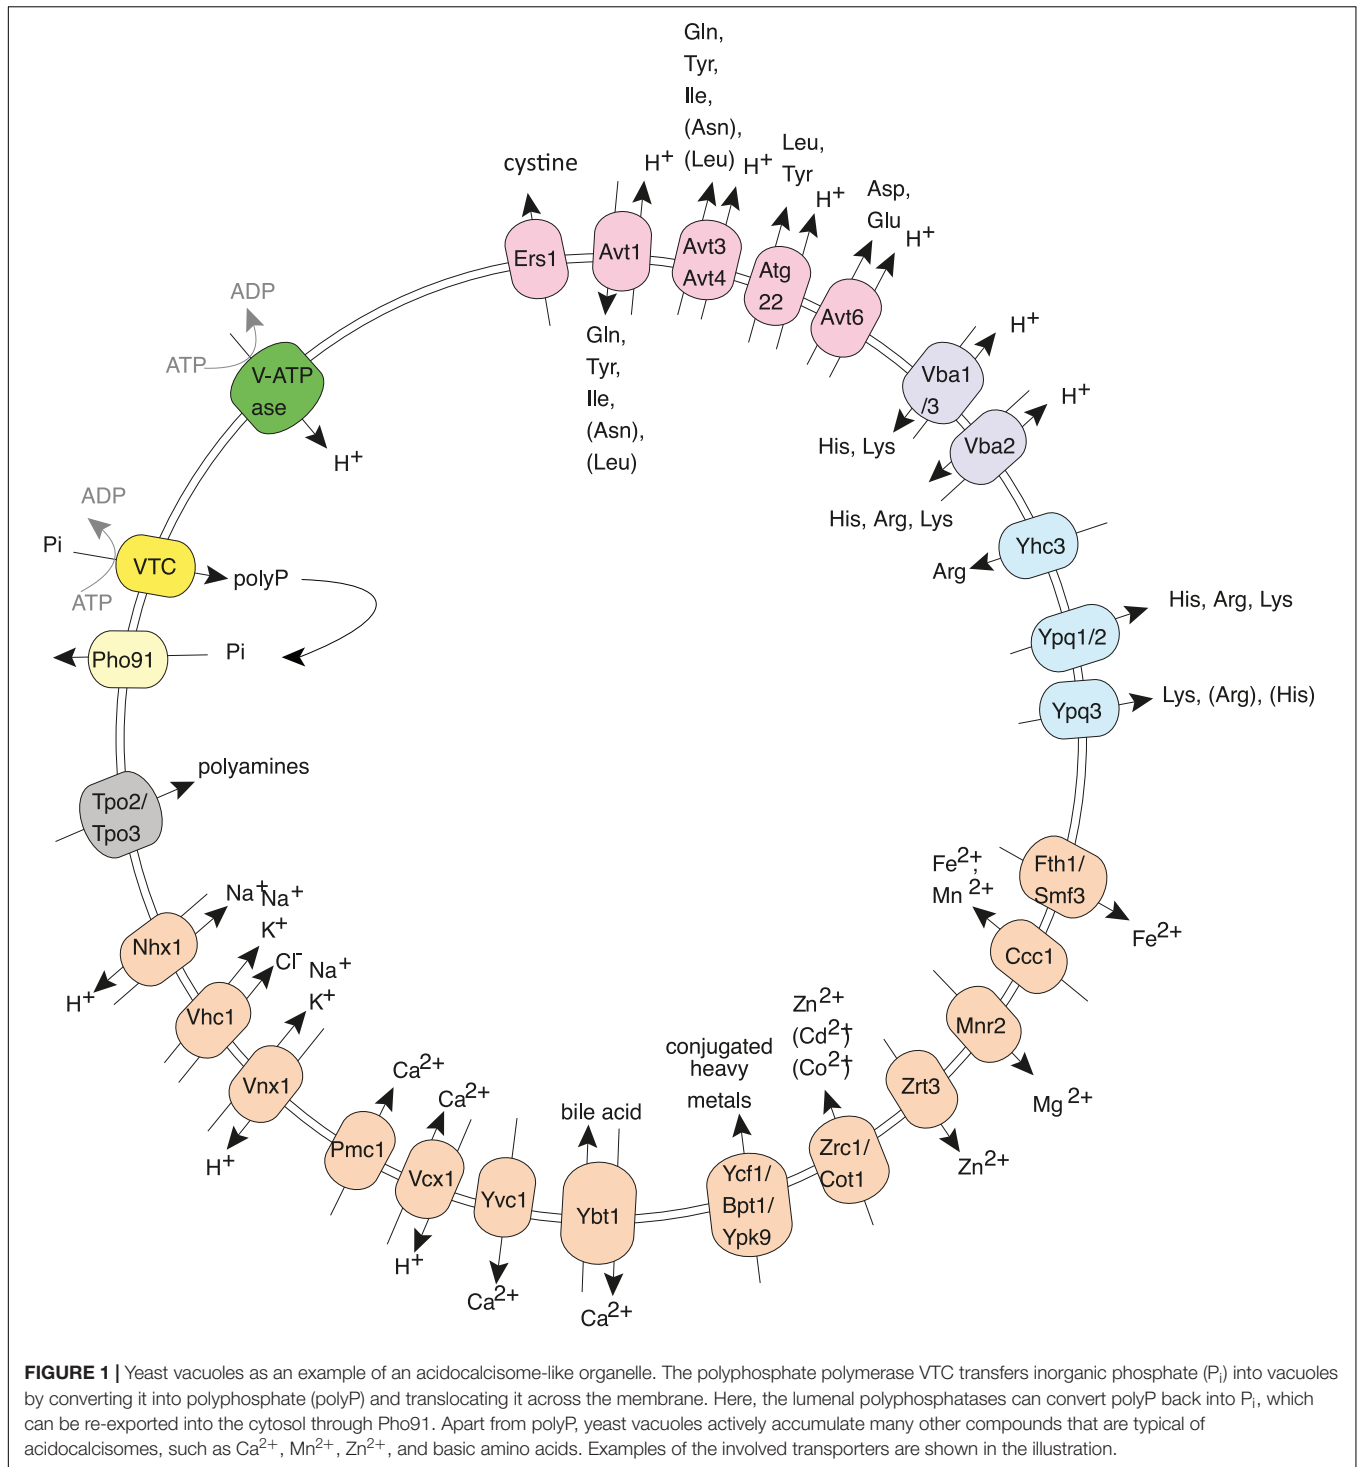 Gln,
Tyr,
Ile,
(Asn),
(Leu)
H+
cystine
H+
Leu,
Tyr
H+
Asp,
Glu
H+
Ers1
Avt1
Avt3
Avt4
Atg
22
Avt6
Gln,
Tyr,
Ile,
(Asn),
(Leu)
ADP
ATP
V-ATP
ase
H+
H+
Vba1
/3
His, Lys
H+
Vba2
His, Arg, Lys
ADP
Pi
VTC
ATP
polyP
Pho91
Pi
Yhc3
Arg
His, Arg, Lys
Ypq1/2
Lys, (Arg), (His)
Ypq3
polyamines
Tpo2/
Tpo3
Na+
Nhx1
H+
Na+
K+
Cl-
Vhc1
Na+
K+
Vnx1
H+
Ca2+
Pmc1
Ca2+
Vcx1
H+
Yvc1
Ca2+
bile acid
Ybt1
Ca2+
conjugated
heavy
metals
Ycf1/
Bpt1/
Ypk9
Zn2+
(Cd2+)
(Co2+)
Zrc1/
Cot1
Zrt3
Zn2+
Mnr2
Mg 2+
Fe2+,
Mn 2+
Ccc1
Fth1/
Smf3
Fe2+
FIGURE 1 | Yeast vacuoles as an example of an acidocalcisome-like organelle. The polyphosphate polymerase VTC transfers inorganic phosphate (Pi) into vacuoles
by converting it into polyphosphate (polyP) and translocating it across the membrane. Here, the lumenal polyphosphatases can convert polyP back into Pi, which
can be re-exported into the cytosol through Pho91. Apart from polyP, yeast vacuoles actively accumulate many other compounds that are typical of
acidocalcisomes, such as Ca2+, Mn2+, Zn2+, and basic amino acids. Examples of the involved transporters are shown in the illustration.